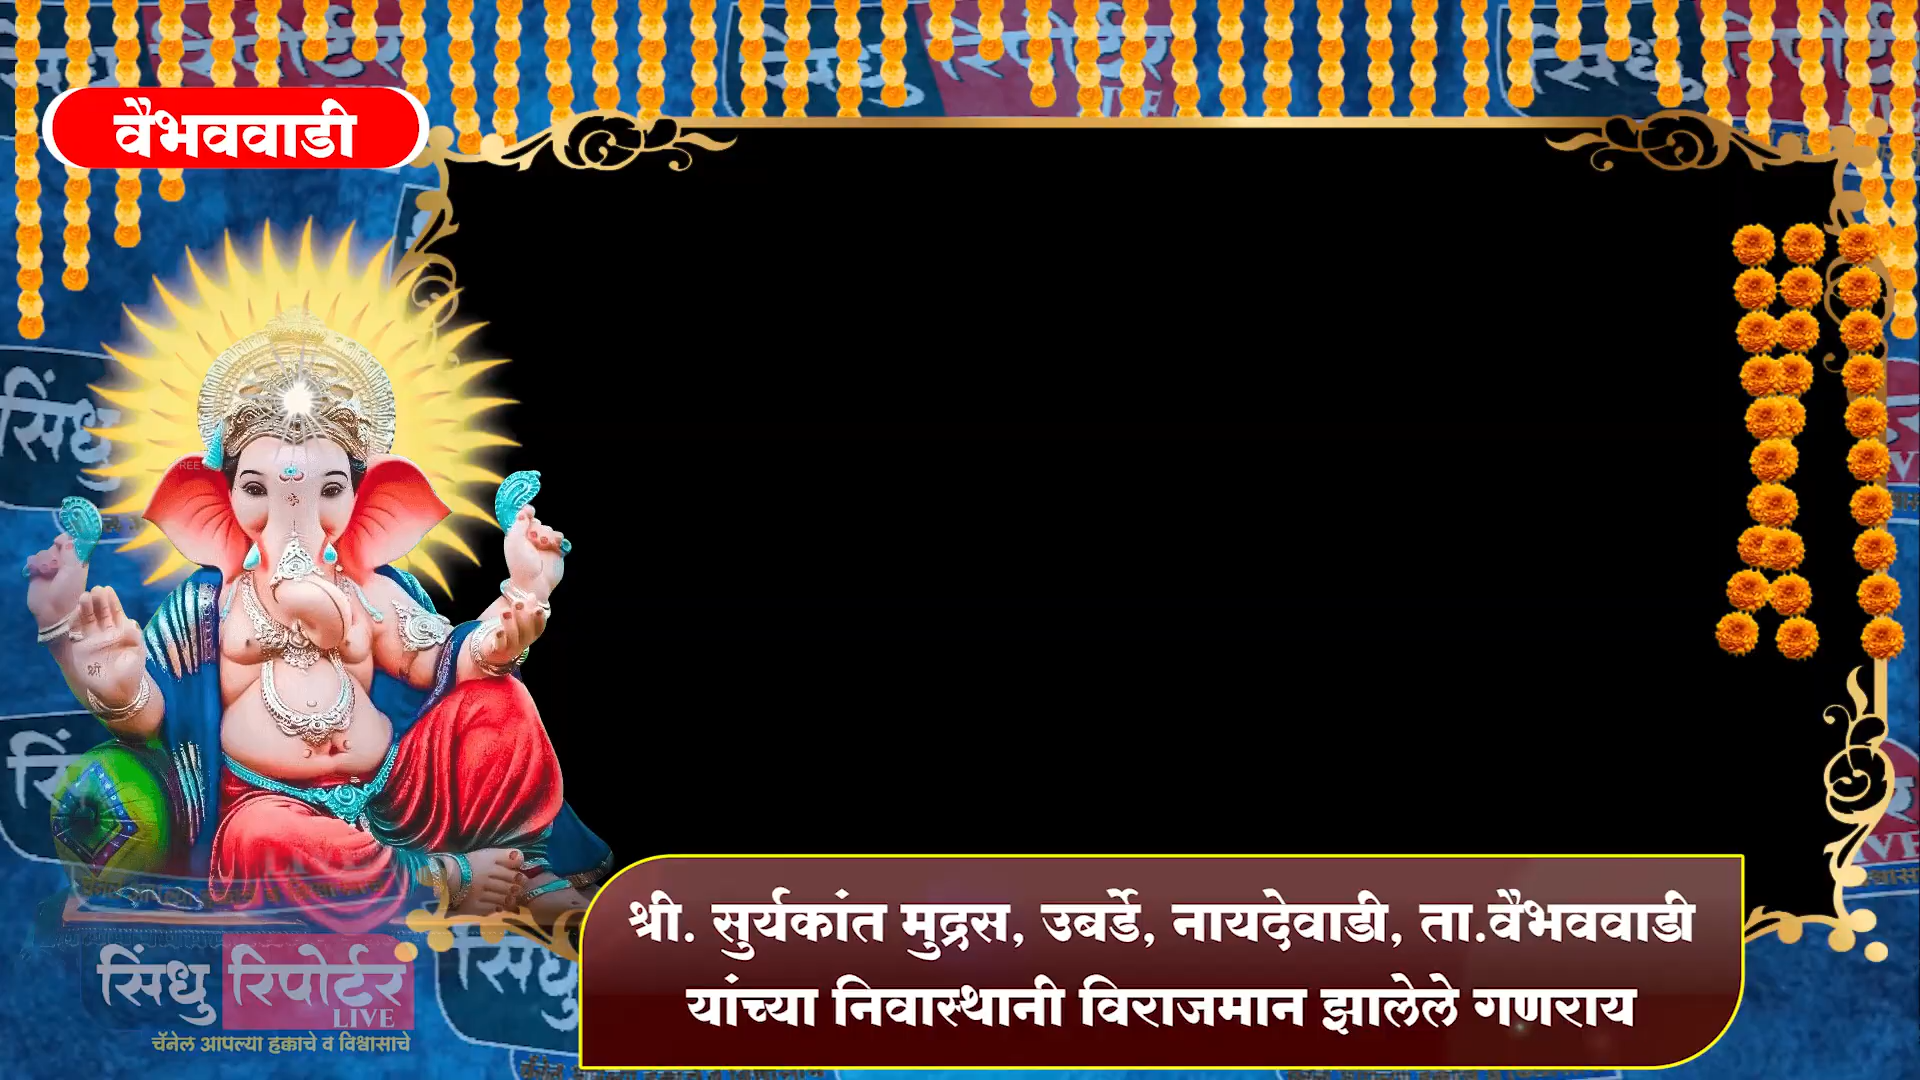 वैभववाडी
श्री. सुर्यकांत मुद्रस, उबर्डे, नायदेवाडी, ता.वैभववाडी
यांच्या निवास्थानी विराजमान झालेले गणराय
सिंधु रिपोर्टर
LIVE
चॅनेल आपल्या हक्काचे व विश्वासाचे